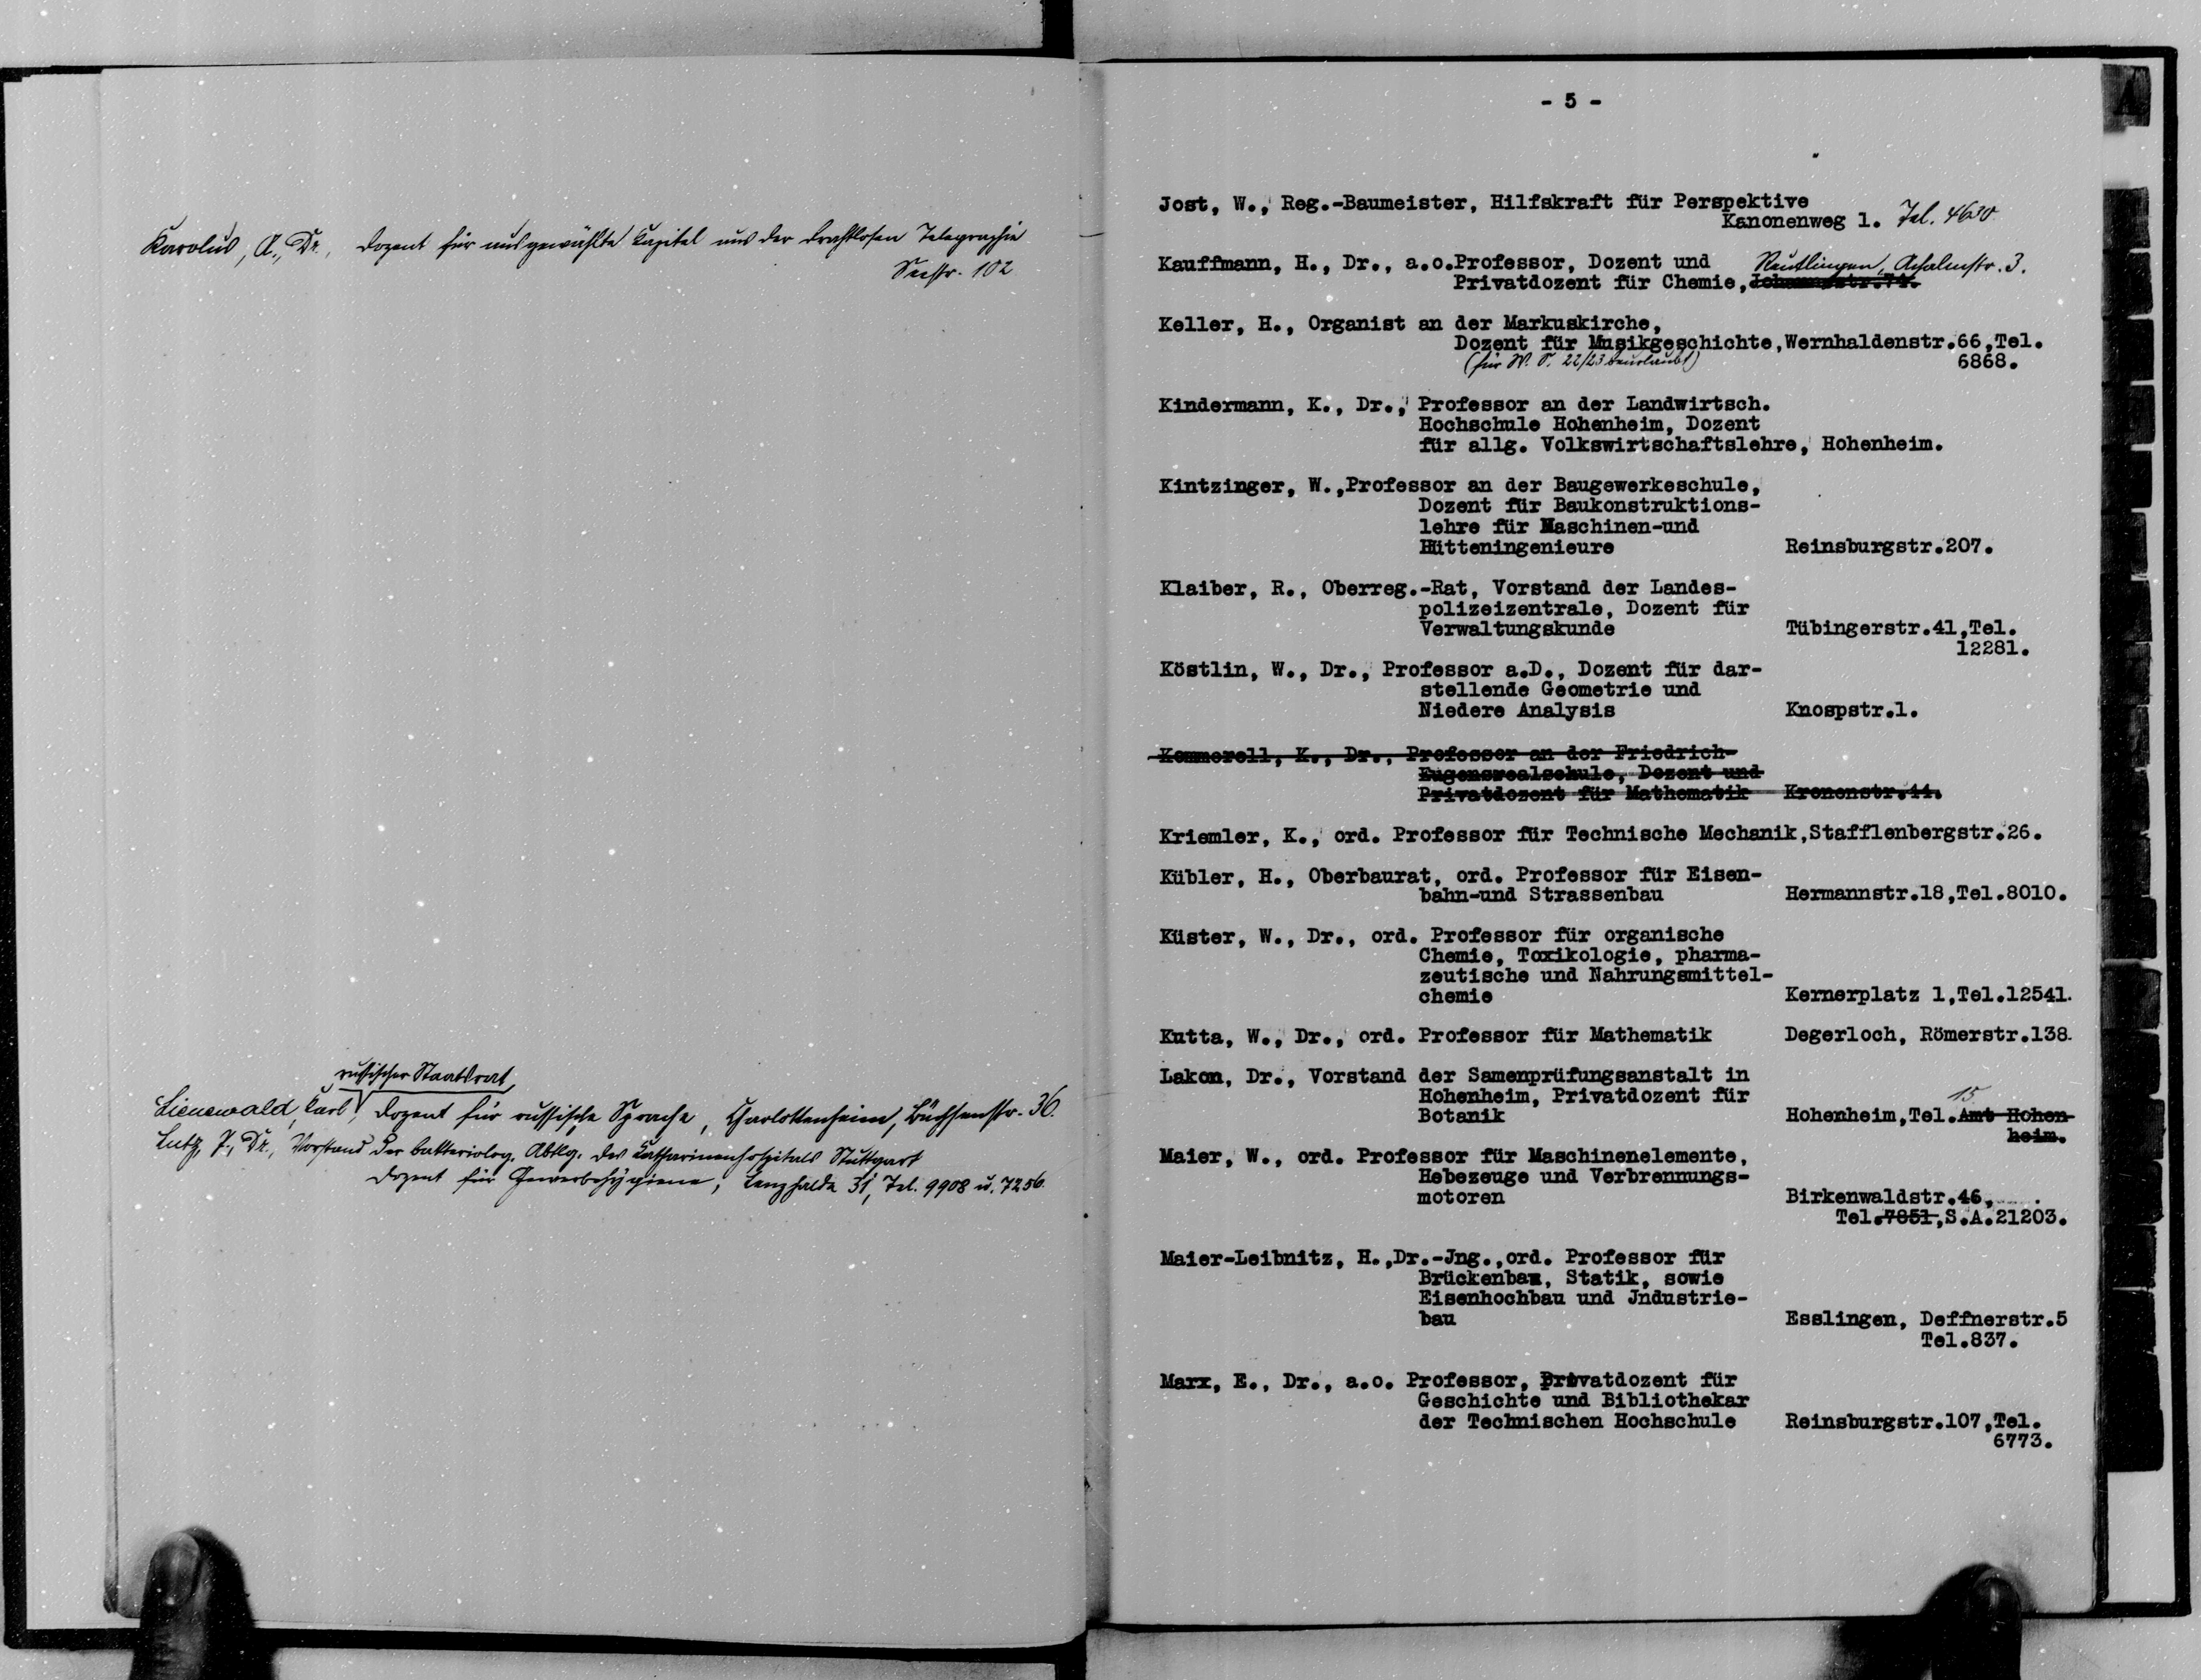 Karolus, A., Dr., Dozent für ausgewählte Kapitel aus der drahtlosen Telegraphie
Seestr. 102
russischer Staatsrat,
Lienewald, Karl, Dozent für russische Sprache, Charlottenheim, Büchsenstr. 36.
Lutz, Dr., Vorstand der bakteriolog. Abtlg. des Katharinenhospitals Stuttgart
Dozent für Gewerbehygiene, Lenzhalde 31, Tel. 9908 u. 7256.
- 5 -
Jost, W., Reg.-Baumeister, Hilfskraft für Perspektive
Kanonenweg 1. Tel. 4630
Kauffmann, H., Dr., a.o.Professor, Dozent und Reutlingen, Achalmstr. 3.
Privatdozent für Chemie, Johannesstr.74.
Keller, H., Organist an der Markuskirche,
Dozent für Musikgeschichte,Wernhaldenstr.66,Tel.
(für W. S. 22/23 beurlaubt) 6868.
Kindermann, K., Dr., Professor an der Landwirtsch.
Hochschule Hohenheim, Dozent
für allg. Volkswirtschaftslehre, Hohenheim.
Kintzinger, W.,Professor an der Baugewerkeschule,
Dozent für Baukonstruktions-
lehre für Maschinen-und
Hütteningenieure Reinsburgstr.207.
Klaiber, R., Oberreg.-Rat, Vorstand der Landes-
polizeizentrale, Dozent für
Verwaltungskunde Tübingerstr.41,Tel.
12281.
Köstlin, W., Dr., Professor a.D., Dozent für dar-
stellende Geometrie und
Niedere Analysis Knospstr.1.
Kommerell, K., Dr., Professor an der Friedrich-
Eugensrealschule, Dozent und
Privatdozent für Mathematik Kronenstr.44.
Kriemler, K., ord. Professor für Technische Mechanik,Stafflenbergstr.26.
Kübler, H., Oberbaurat, ord. Professor für Eisen-
bahn-und Strassenbau Hermannstr.18,Tel.8010.
Küster, W., Dr., ord. Professor für organische
Chemie, Toxikologie, pharma-
zeutische und Nahrungsmittel-
chemie Kernerplatz 1,Tel.12541.
Kutta, W., Dr., ord. Professor für Mathematik Degerloch, Römerstr.138.
Lakon, Dr., Vorstand der Samenprüfungsanstalt in
Hohenheim, Privatdozent für 15
Botanik Hohenheim,Tel.Amt Hohen-
heim.
Maier, W., ord. Professor für Maschinenelemente,
Hebezeuge und Verbrennungs-
motoren Birkenwaldstr.46,
Tel.7851,S.A.21203.
Maier-Leibnitz, H.,Dr.-Jng.,ord. Professor für
Brückenbau, Statik, sowie
Eisenhochbau und Jndustrie-
bau Esslingen, Deffnerstr.5
Tel.837.
Marx, E., Dr., a.o. Professor, Privatdozent für
Geschichte und Bibliothekar
der Technischen Hochschule Reinsburgstr.107,Tel.
6773.